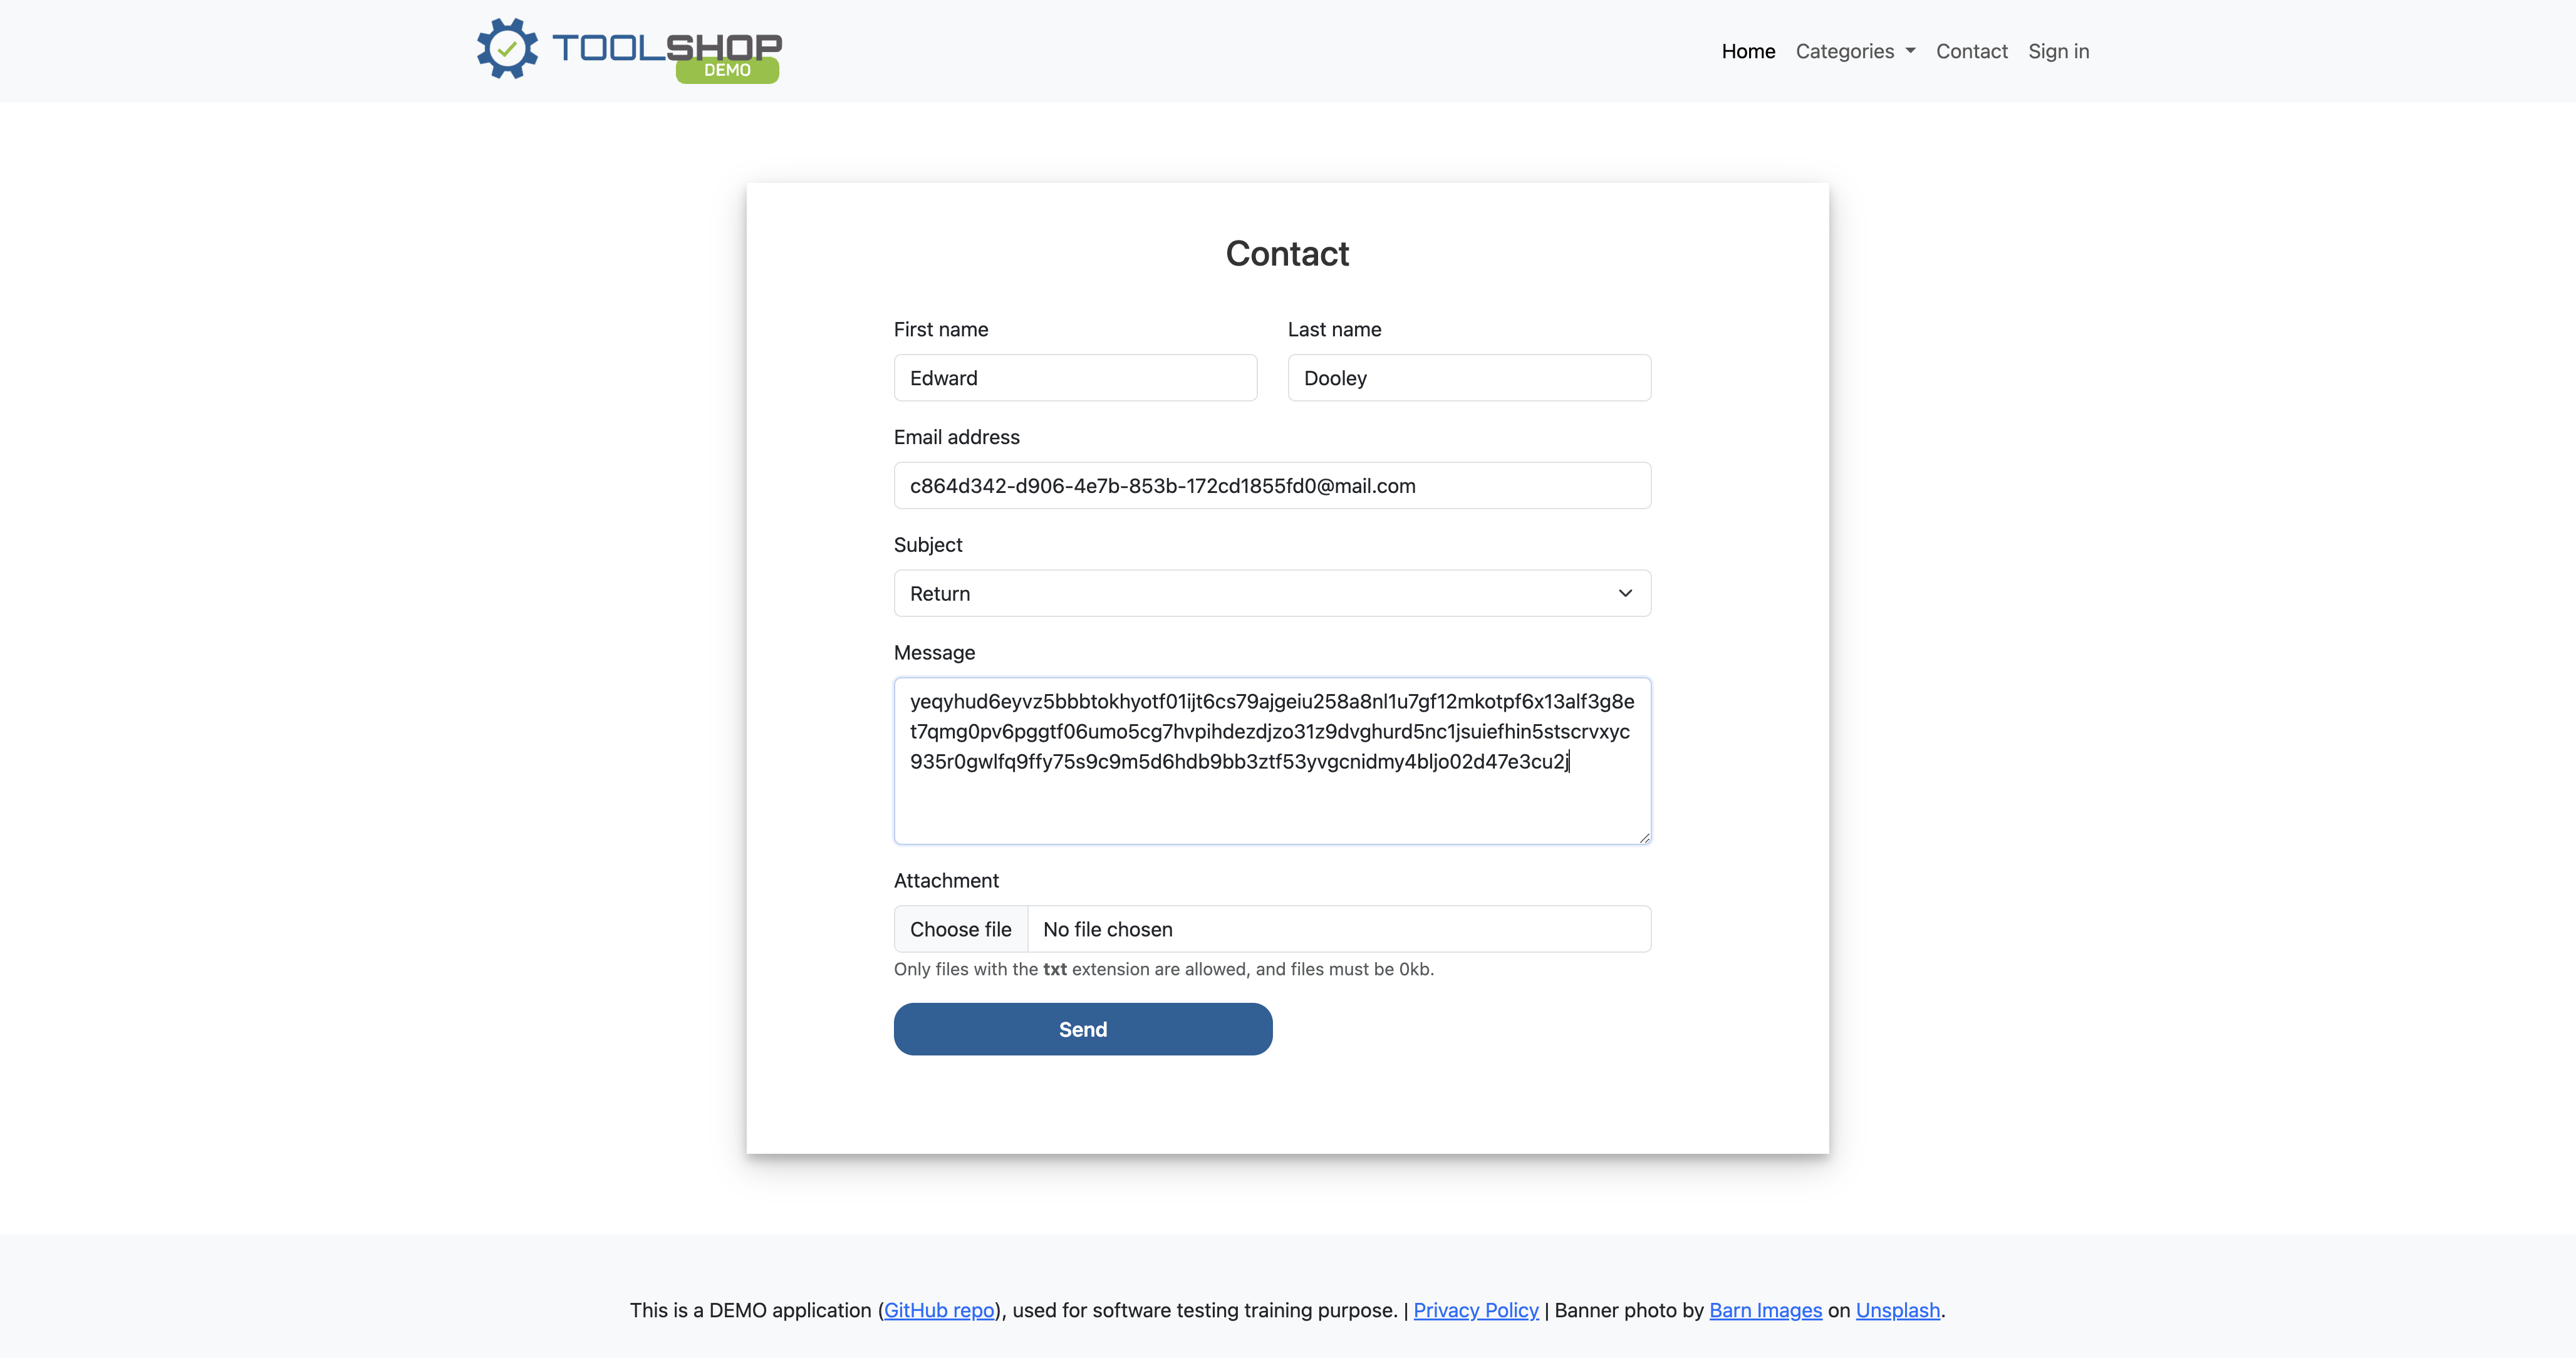 TOOLSHOP
DEMO
Home Categories Contact Sign in
Contact
First name Last name
Edward Dooley
Email address
c864d342-d906-4e7b-853b-172cd1855fd0@mail.com
Subject
Return
Message
yeqyhud6eyvz5bbbtokhyotf01ijt6cs79ajgeiu258a8nl1u7gf12mkotpf6x13alf3g8e
t7qmg0pv6pggtf06umo5cg7hvpihdezdjzo31z9dvghurd5nc1jsuiefhin5stscrvxyc
935r0gwlfq9ffy75s9c9m5d6hdb9bb3ztf53yvgcnidmy4bljo02d47e3cu2j
Attachment
Choose file No file chosen
Only files with the txt extension are allowed, and files must be 0kb.
Send
This is a DEMO application (GitHub repo), used for software testing training purpose. | Privacy Policy | Banner photo by Barn Images on Unsplash.